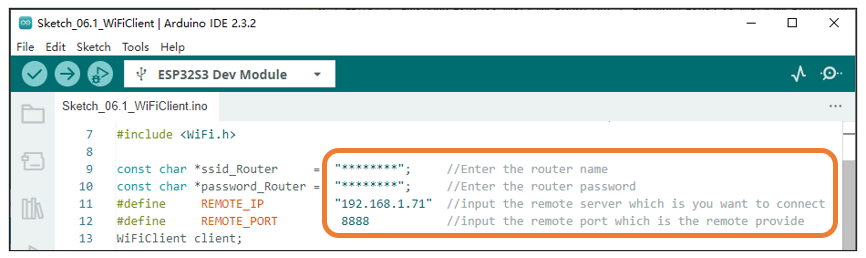 Sketch_06.1_WiFiClient | Arduino IDE 2.3.2
File Edit Sketch Tools Help
ESP32S3 Dev Module
Sketch_06.1_WiFiClient.ino
7 #include <WiFi.h>
8
9 const char *ssid_Router = "********"; //Enter the router name
10 const char *password_Router = "********"; //Enter the router password
11 #define REMOTE_IP "192.168.1.71" //input the remote server which is you want to connect
12 #define REMOTE_PORT 8888 //input the remote port which is the remote provide
13 WiFiClient client;